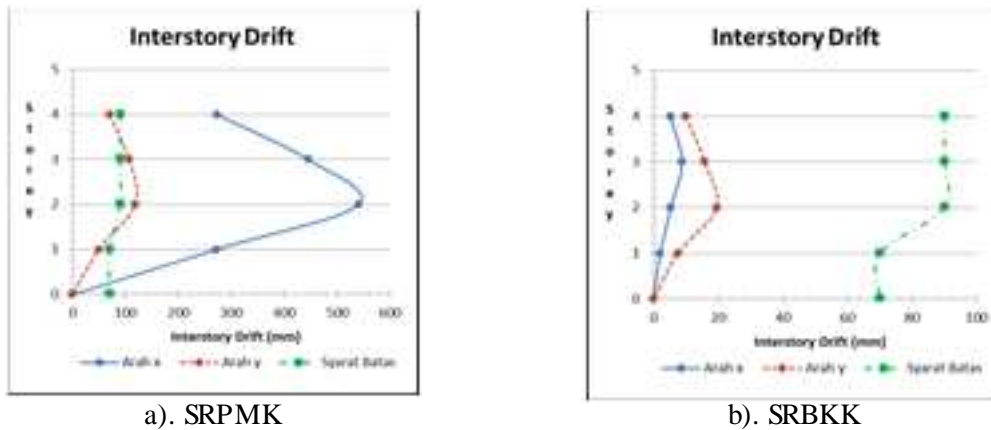 Interstory Drift
Storey
5
4
3
2
1
0
0 100 200 300 400 500 600
Interstory Drift (mm)
Arah x Arah y Syarat Batas
a). SRPMK
Interstory Drift
Storey
5
4
3
2
1
0
0 20 40 60 80 100
Interstory Drift (mm)
Arah x Arah y Syarat Batas
b). SRBKK